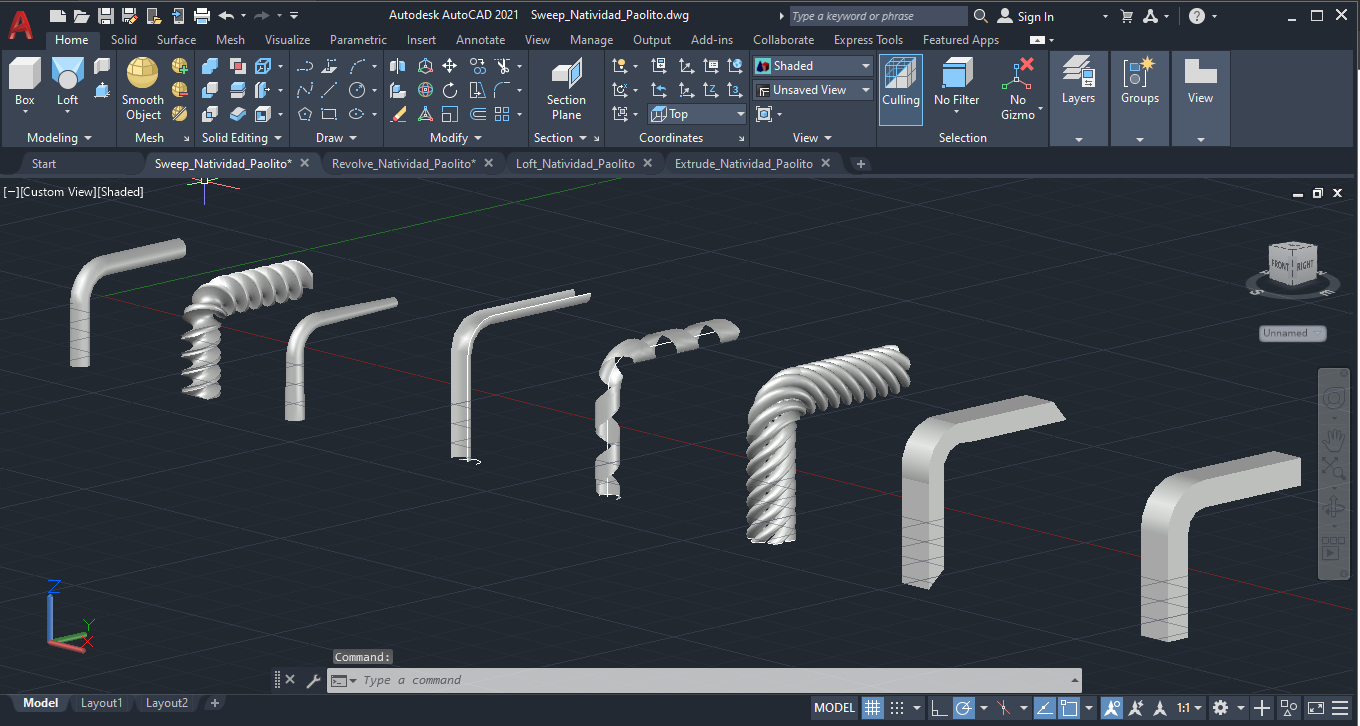 Autodesk AutoCAD 2021 Sweep_Natividad_Paolito.dwg
Type a keyword or phrase
Sign In
Home Solid Surface Mesh Visualize Parametric Insert Annotate View Manage Output Add-ins Collaborate Express Tools Featured Apps
Box
Loft
Smooth
Object
Section
Plane
Top
Shaded
Unsaved View
Culling
No Filter
No
Gizmo
Layers
Groups
View
Modeling Mesh Solid Editing Draw Modify Section Coordinates View Selection
Start Sweep_Natividad_Paolito* Revolve_Natividad_Paolito* Loft_Natividad_Paolito Extrude_Natividad_Paolito
[−][Custom View][Shaded]
FRONT RIGHT
S E
Unnamed
Z
Y
X
Command:
Type a command
Model Layout1 Layout2
MODEL 1:1